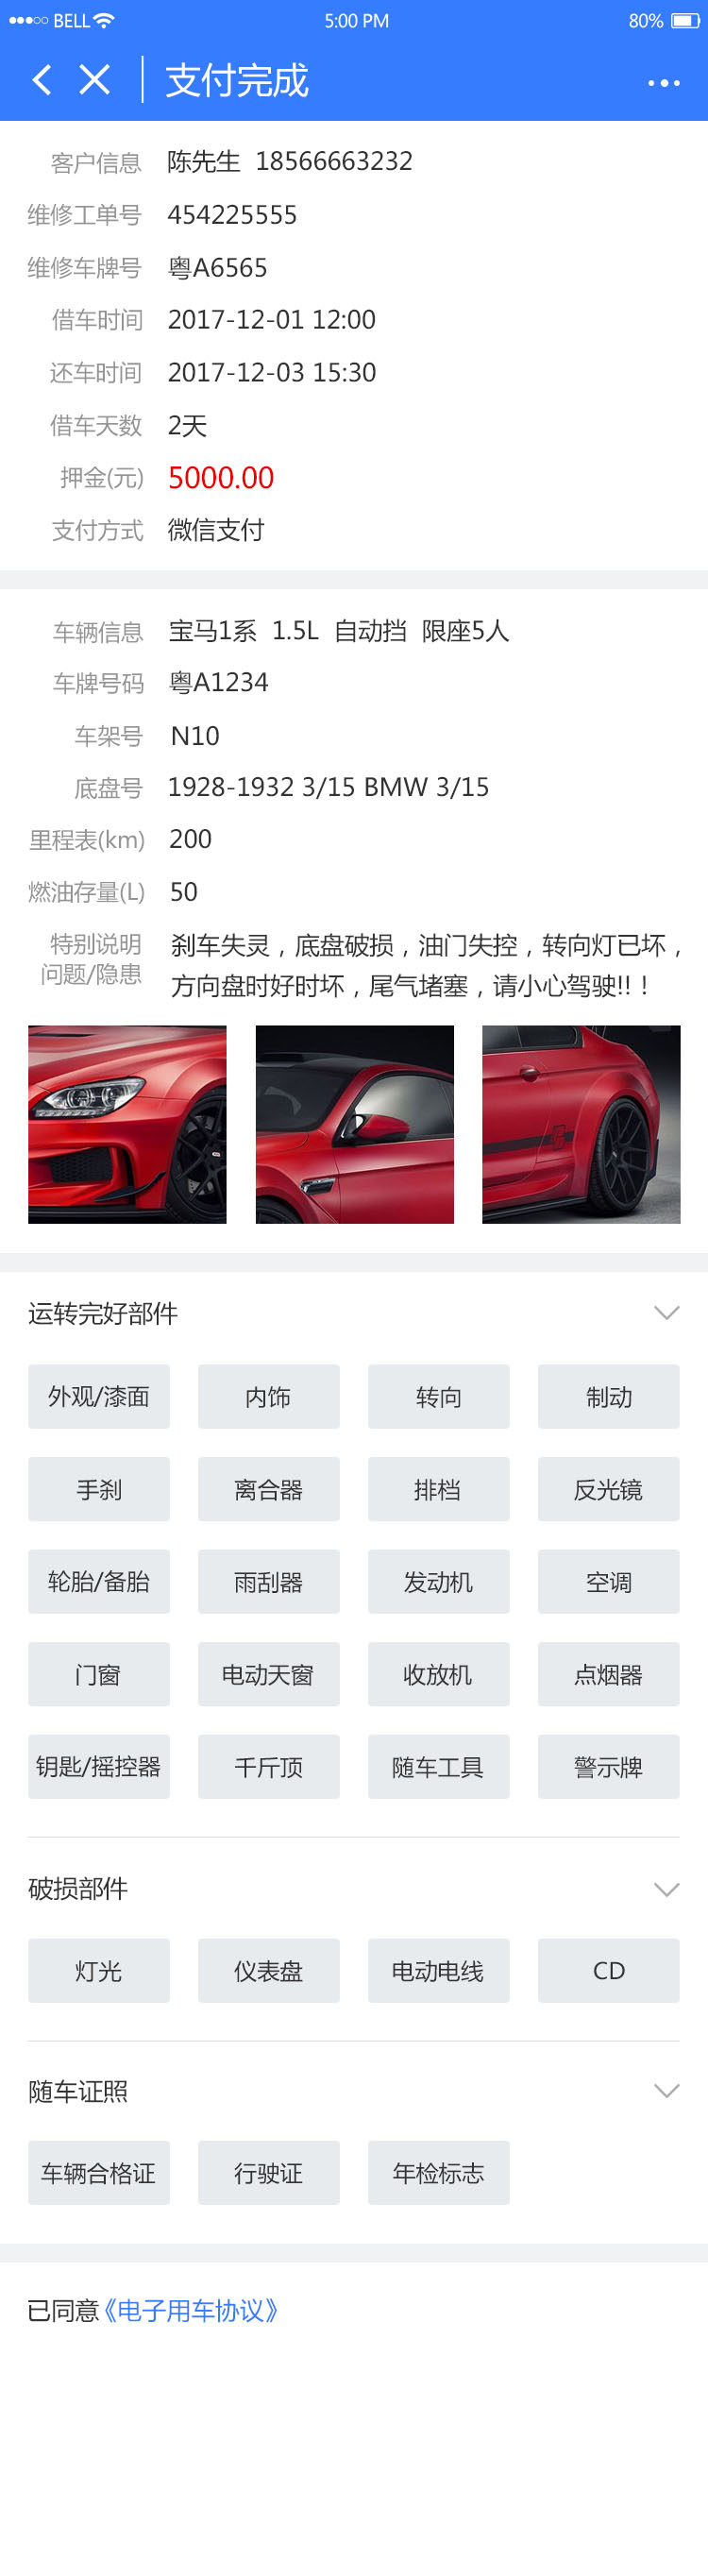 BELL 5:00 PM 80%
支付完成
客户信息 陈先生 18566663232
维修工单号 454225555
维修车牌号 粤A6565
借车时间 2017-12-01 12:00
还车时间 2017-12-03 15:30
借车天数 2天
押金(元) 5000.00
支付方式 微信支付
车辆信息 宝马1系 1.5L 自动挡 限座5人
车牌号码 粤A1234
车架号 N10
底盘号 1928-1932 3/15 BMW 3/15
里程表(km) 200
燃油存量(L) 50
特别说明
问题/隐患
刹车失灵，底盘破损，油门失控，转向灯已坏，
方向盘时好时坏，尾气堵塞，请小心驾驶!!！
运转完好部件
外观/漆面 内饰 转向 制动
手刹 离合器 排档 反光镜
轮胎/备胎 雨刮器 发动机 空调
门窗 电动天窗 收放机 点烟器
钥匙/摇控器 千斤顶 随车工具 警示牌
破损部件
灯光 仪表盘 电动电线 CD
随车证照
车辆合格证 行驶证 年检标志
已同意《电子用车协议》